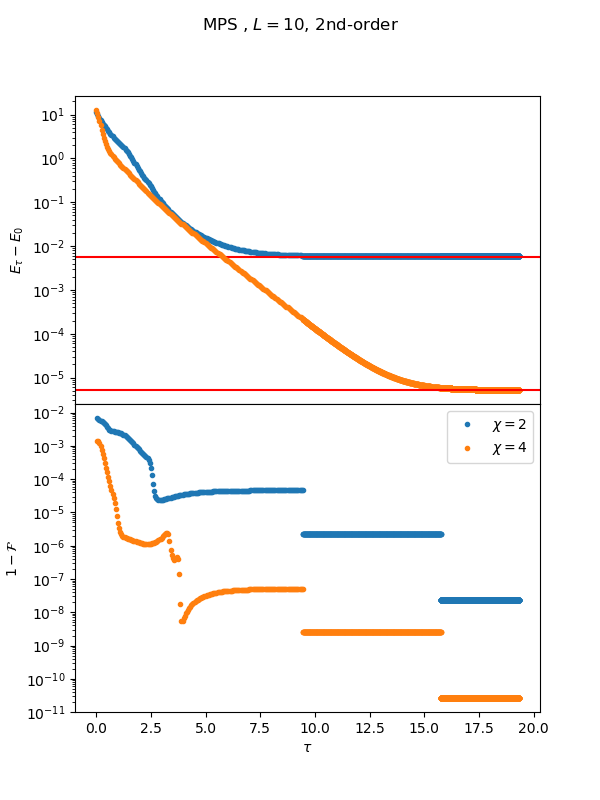 MPS , $L = 10$, 2nd-order
$10^{1}$
$10^{0}$
$10^{-1}$
$10^{-2}$
$10^{-3}$
$10^{-4}$
$10^{-5}$
$E_\tau - E_0$
$10^{-2}$
$10^{-3}$
$10^{-4}$
$10^{-5}$
$10^{-6}$
$10^{-7}$
$10^{-8}$
$10^{-9}$
$10^{-10}$
$10^{-11}$
$1 - \mathcal{F}$
$\chi = 2$
$\chi = 4$
0.0 2.5 5.0 7.5 10.0 12.5 15.0 17.5 20.0
$\tau$